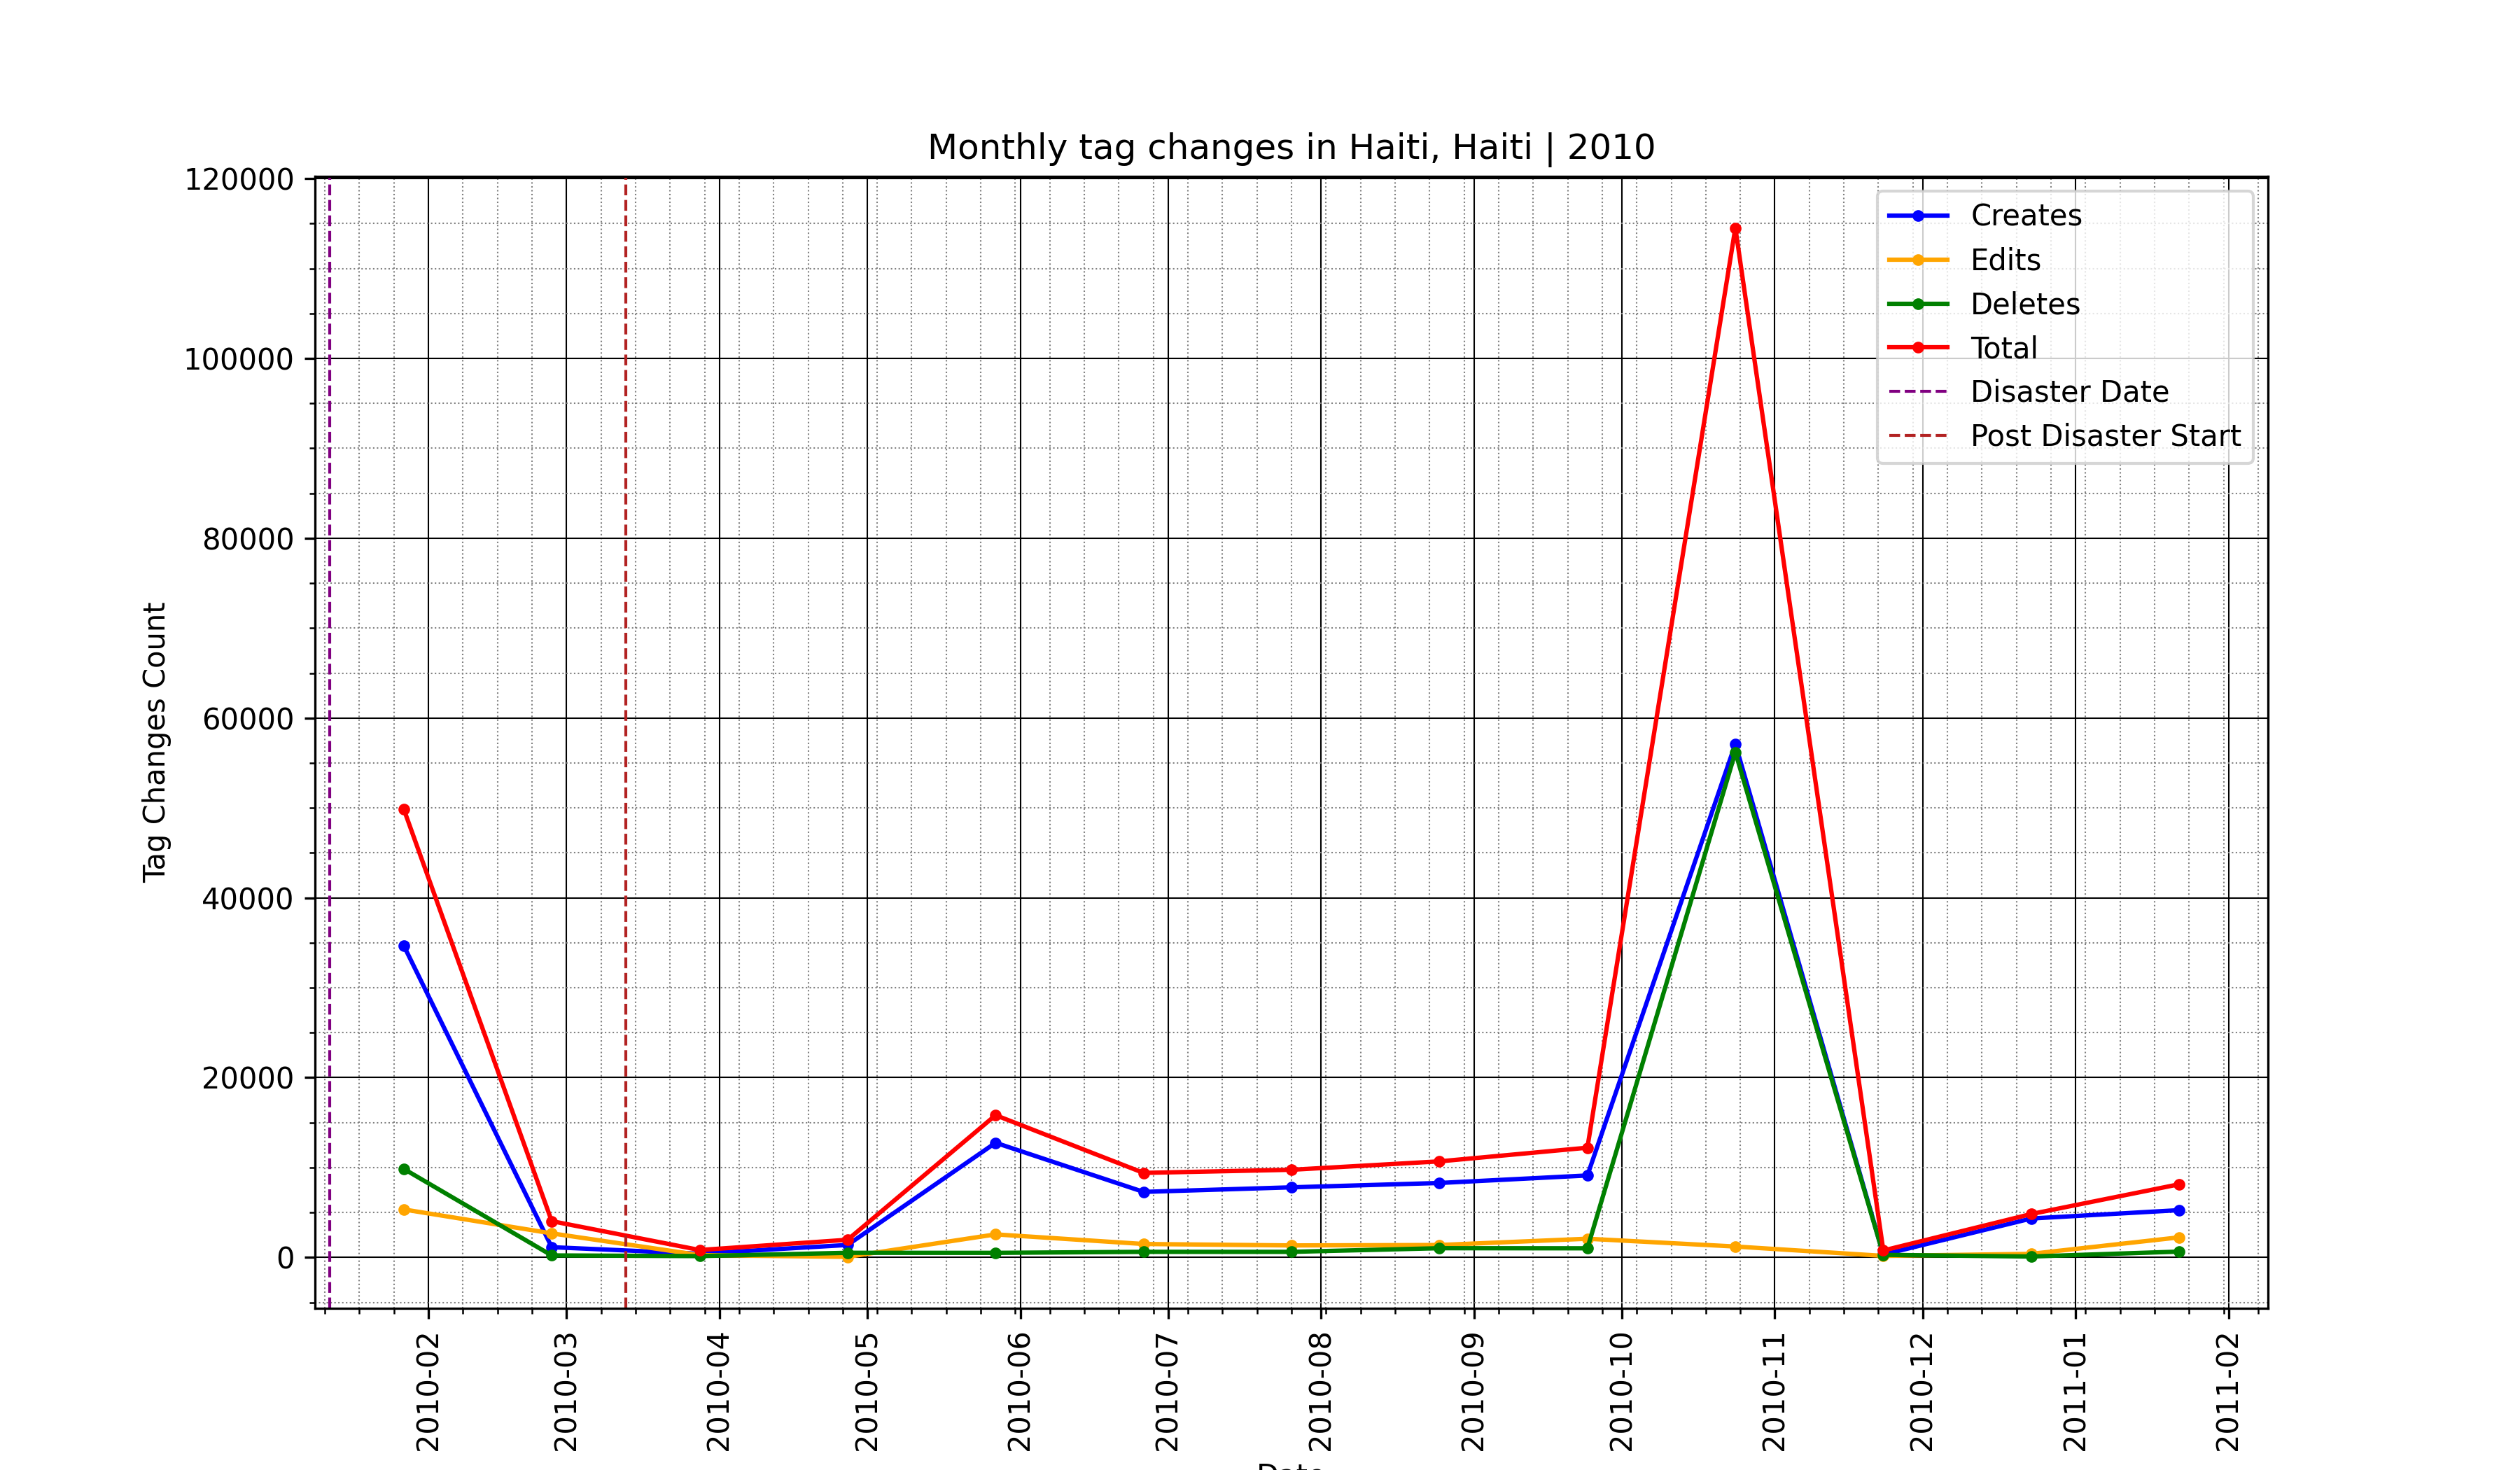 Monthly tag changes in Haiti, Haiti | 2010
Tag Changes Count
120000
100000
80000
60000
40000
20000
0
Creates
Edits
Deletes
Total
Disaster Date
Post Disaster Start
2010-02
2010-03
2010-04
2010-05
2010-06
2010-07
2010-08
2010-09
2010-10
2010-11
2010-12
2011-01
2011-02
Date